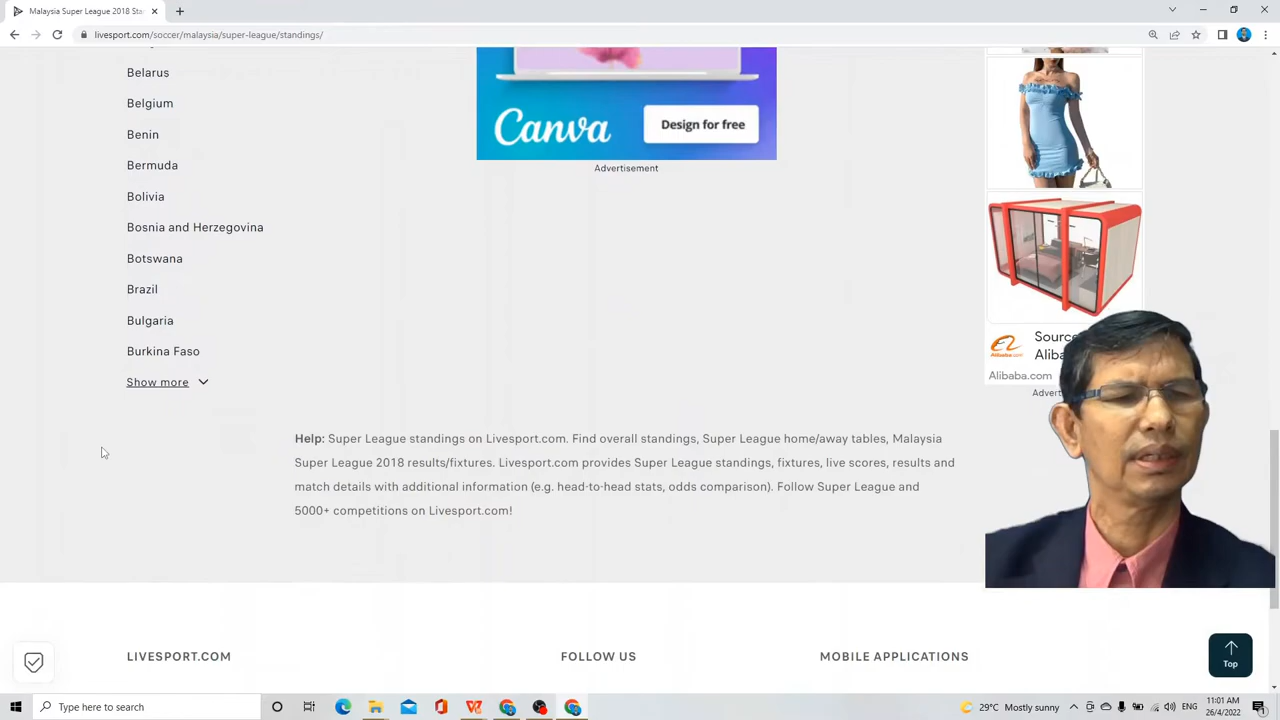 Malaysia Super League 2018 Sta
livesport.com/soccer/malaysia/super-league/standings/
Belarus
Belgium
Benin
Bermuda
Bolivia
Bosnia and Herzegovina
Botswana
Brazil
Bulgaria
Burkina Faso
Show more
Canva
Design for free
Advertisement
Source
Aliba
Alibaba.com
Alibaba.com
Advert
Help: Super League standings on Livesport.com. Find overall standings, Super League home/away tables, Malaysia
Super League 2018 results/fixtures. Livesport.com provides Super League standings, fixtures, live scores, results and
match details with additional information (e.g. head-to-head stats, odds comparison). Follow Super League and
5000+ competitions on Livesport.com!
LIVESPORT.COM
FOLLOW US
MOBILE APPLICATIONS
Top
Type here to search
29°C Mostly sunny
ENG
11:01 AM
26/4/2022